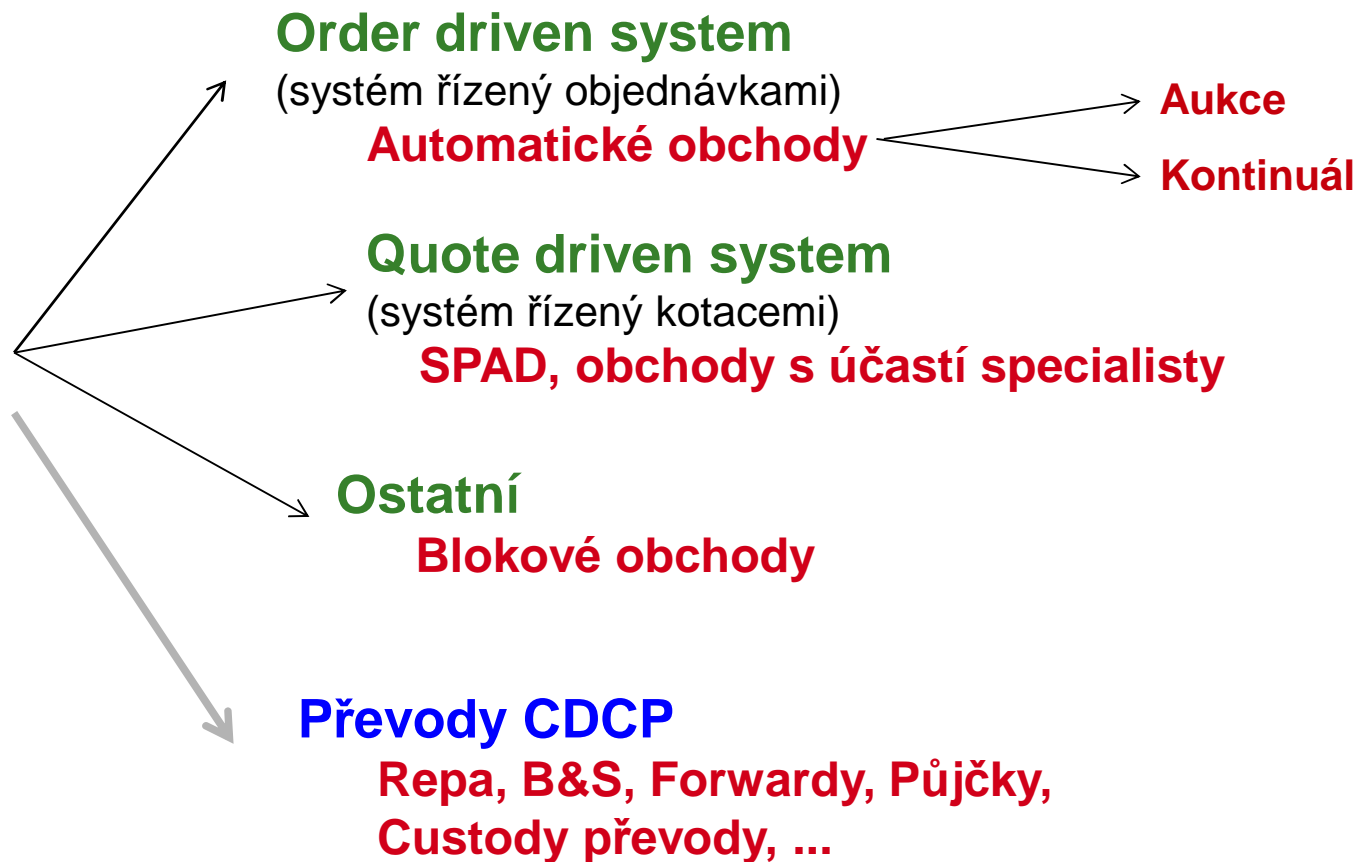 Order driven system
(systém řízený objednávkami)
Automatické obchody
Aukce
Kontinuál
Quote driven system
(systém řízený kotacemi)
SPAD, obchody s účastí specialisty
Ostatní
Blokové obchody
Převody CDCP
Repa, B&S, Forwardy, Půjčky,
Custody převody, ...